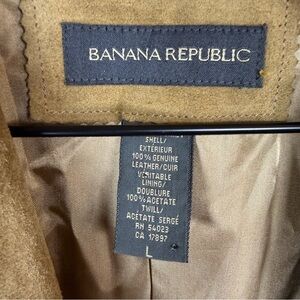 BANANA REPUBLIC
SHELL/
EXTÉRIEUR
100% GENUINE
LEATHER/CUIR
VÉRITABLE
LINING/
DOUBLURE
100% ACETATE
TWILL/
ACÉTATE SERGÉ
RN 54023
CA 17897
L